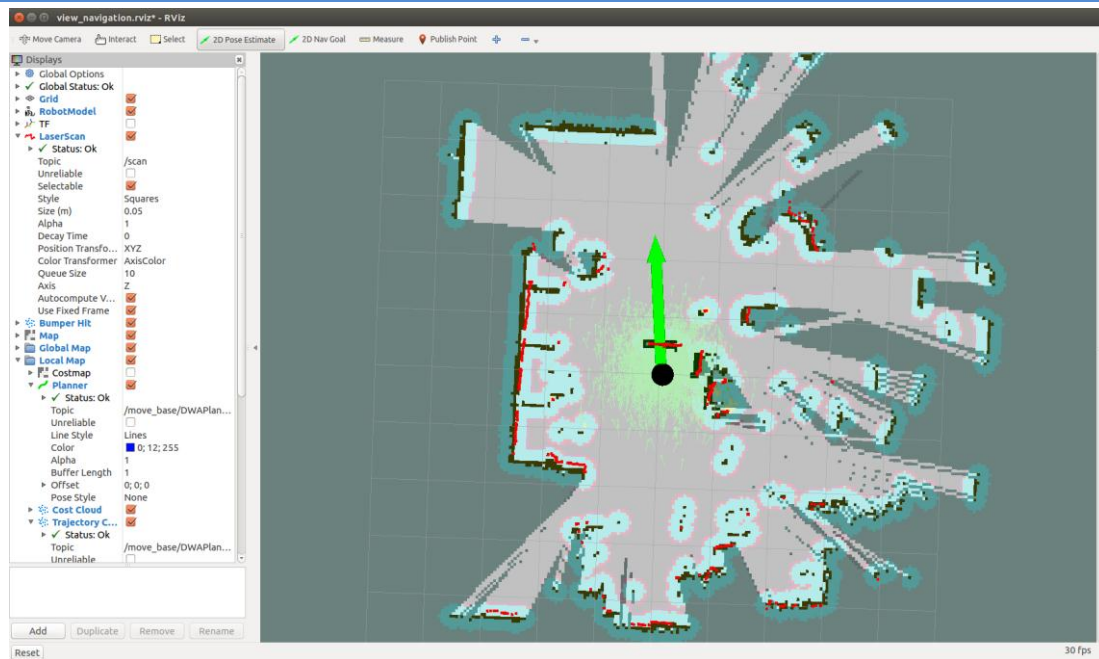 view_navigation.rviz* - RViz
Move Camera Interact Select 2D Pose Estimate 2D Nav Goal Measure Publish Point
Displays
Global Options
Global Status: Ok
Grid
RobotModel
TF
LaserScan
Status: Ok
Topic /scan
Unreliable
Selectable
Style Squares
Size (m) 0.05
Alpha 1
Decay Time 0
Position Transfo... XYZ
Color Transformer AxisColor
Queue Size 10
Axis Z
Autocompute V...
Use Fixed Frame
Bumper Hit
Map
Global Map
Local Map
Costmap
Planner
Status: Ok
Topic /move_base/DWAPlan...
Unreliable
Line Style Lines
Color 0; 12; 255
Alpha 1
Buffer Length 1
Offset 0; 0; 0
Pose Style None
Cost Cloud
Trajectory C...
Status: Ok
Topic /move_base/DWAPlan...
Unreliable
Add Duplicate Remove Rename
Reset 30 fps